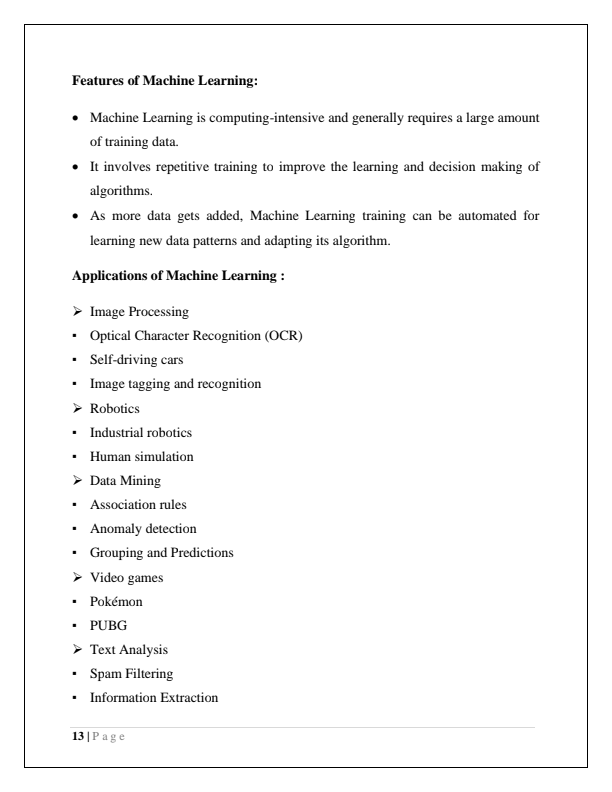 Features of Machine Learning:
• Machine Learning is computing-intensive and generally requires a large amount
of training data.
• It involves repetitive training to improve the learning and decision making of
algorithms.
• As more data gets added, Machine Learning training can be automated for
learning new data patterns and adapting its algorithm.
Applications of Machine Learning :
➢ Image Processing
▪ Optical Character Recognition (OCR)
▪ Self-driving cars
▪ Image tagging and recognition
➢ Robotics
▪ Industrial robotics
▪ Human simulation
➢ Data Mining
▪ Association rules
▪ Anomaly detection
▪ Grouping and Predictions
➢ Video games
▪ Pokémon
▪ PUBG
➢ Text Analysis
▪ Spam Filtering
▪ Information Extraction
13 | Page